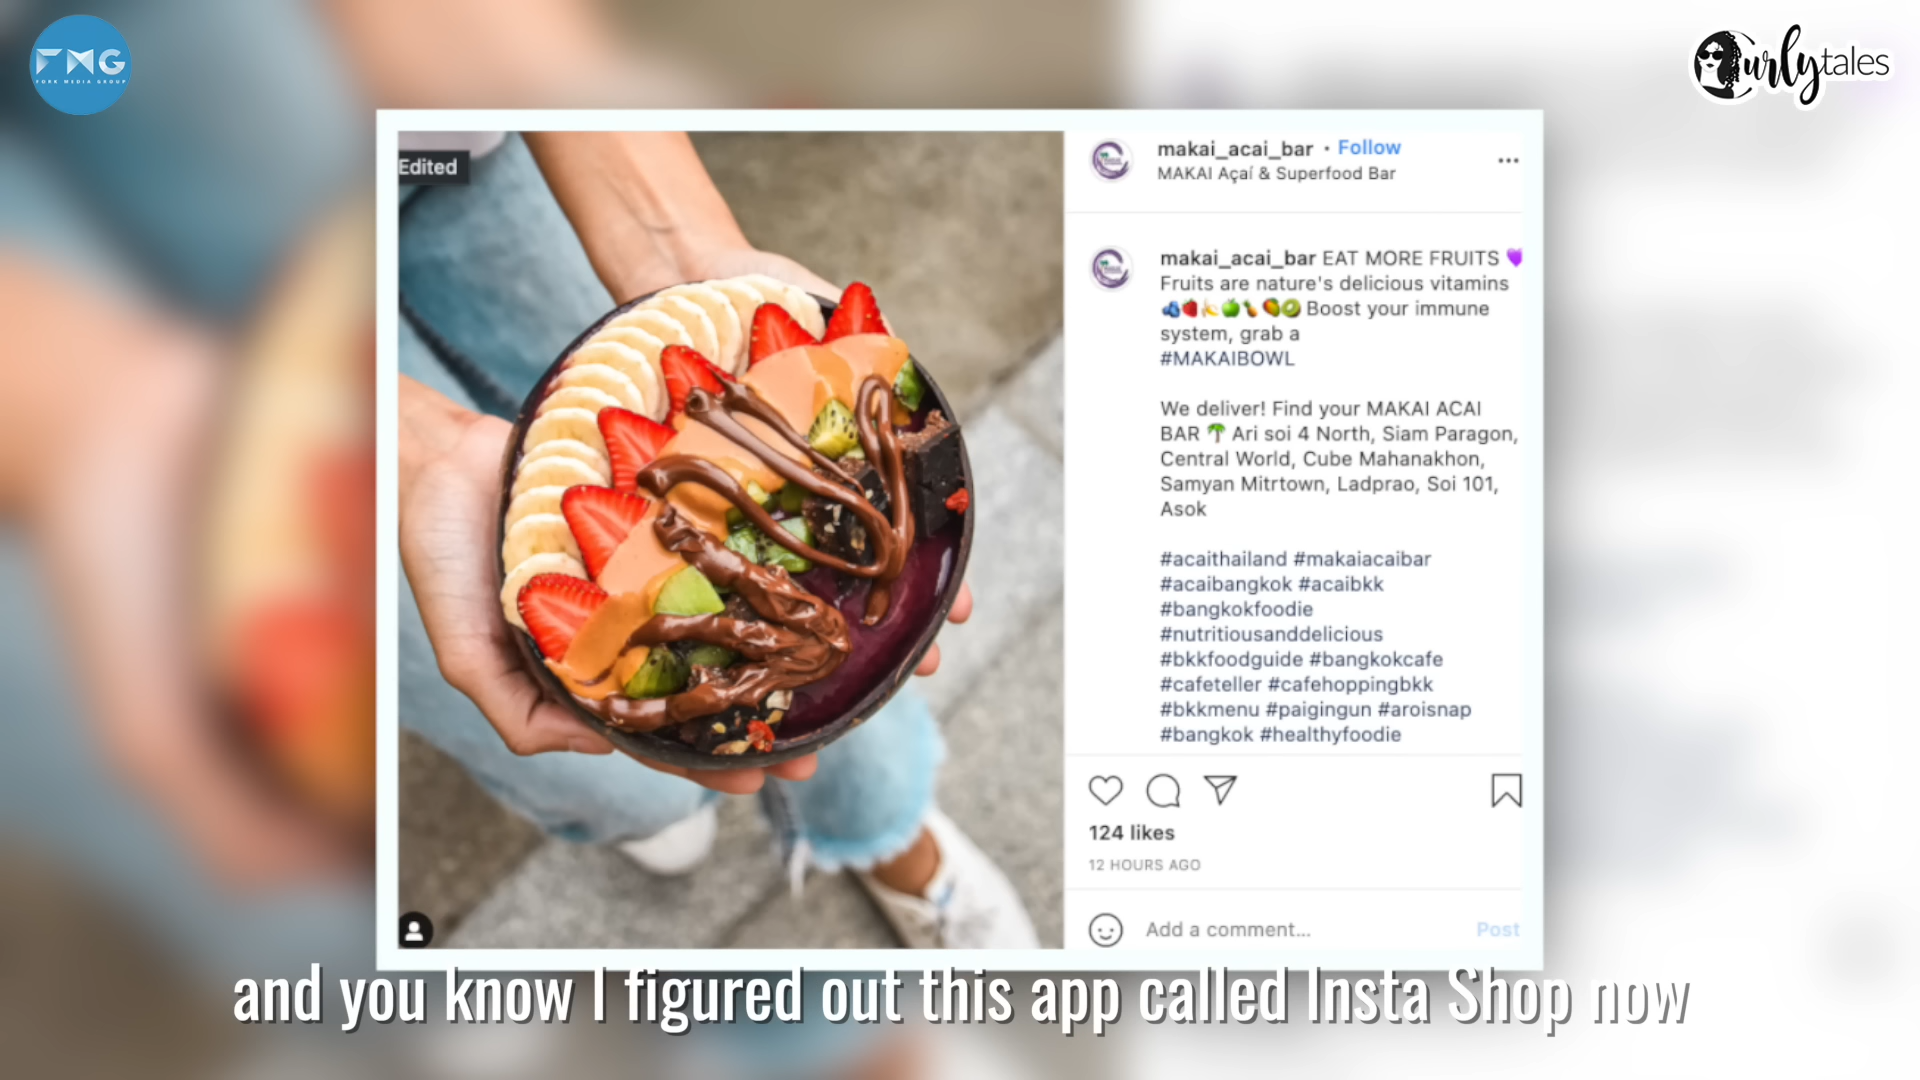 FMG
FORK MEDIA GROUP
Curly tales
Edited
makai_acai_bar • Follow
MAKAI Açaí & Superfood Bar
makai_acai_bar EAT MORE FRUITS 💜
Fruits are nature's delicious vitamins
🫐🍓🍌🍏🍍🥭🥝 Boost your immune
system, grab a
#MAKAIBOWL
We deliver! Find your MAKAI ACAI
BAR 🌴 Ari soi 4 North, Siam Paragon,
Central World, Cube Mahanakhon,
Samyan Mitrtown, Ladprao, Soi 101,
Asok
#acaithailand #makaiacaibar
#acaibangkok #acaibkk
#bangkokfoodie
#nutritiousanddelicious
#bkkfoodguide #bangkokcafe
#cafeteller #cafehoppingbkk
#bkkmenu #paigingun #aroisnap
#bangkok #healthyfoodie
124 likes
12 HOURS AGO
Add a comment...
Post
and you know I figured out this app called Insta Shop now